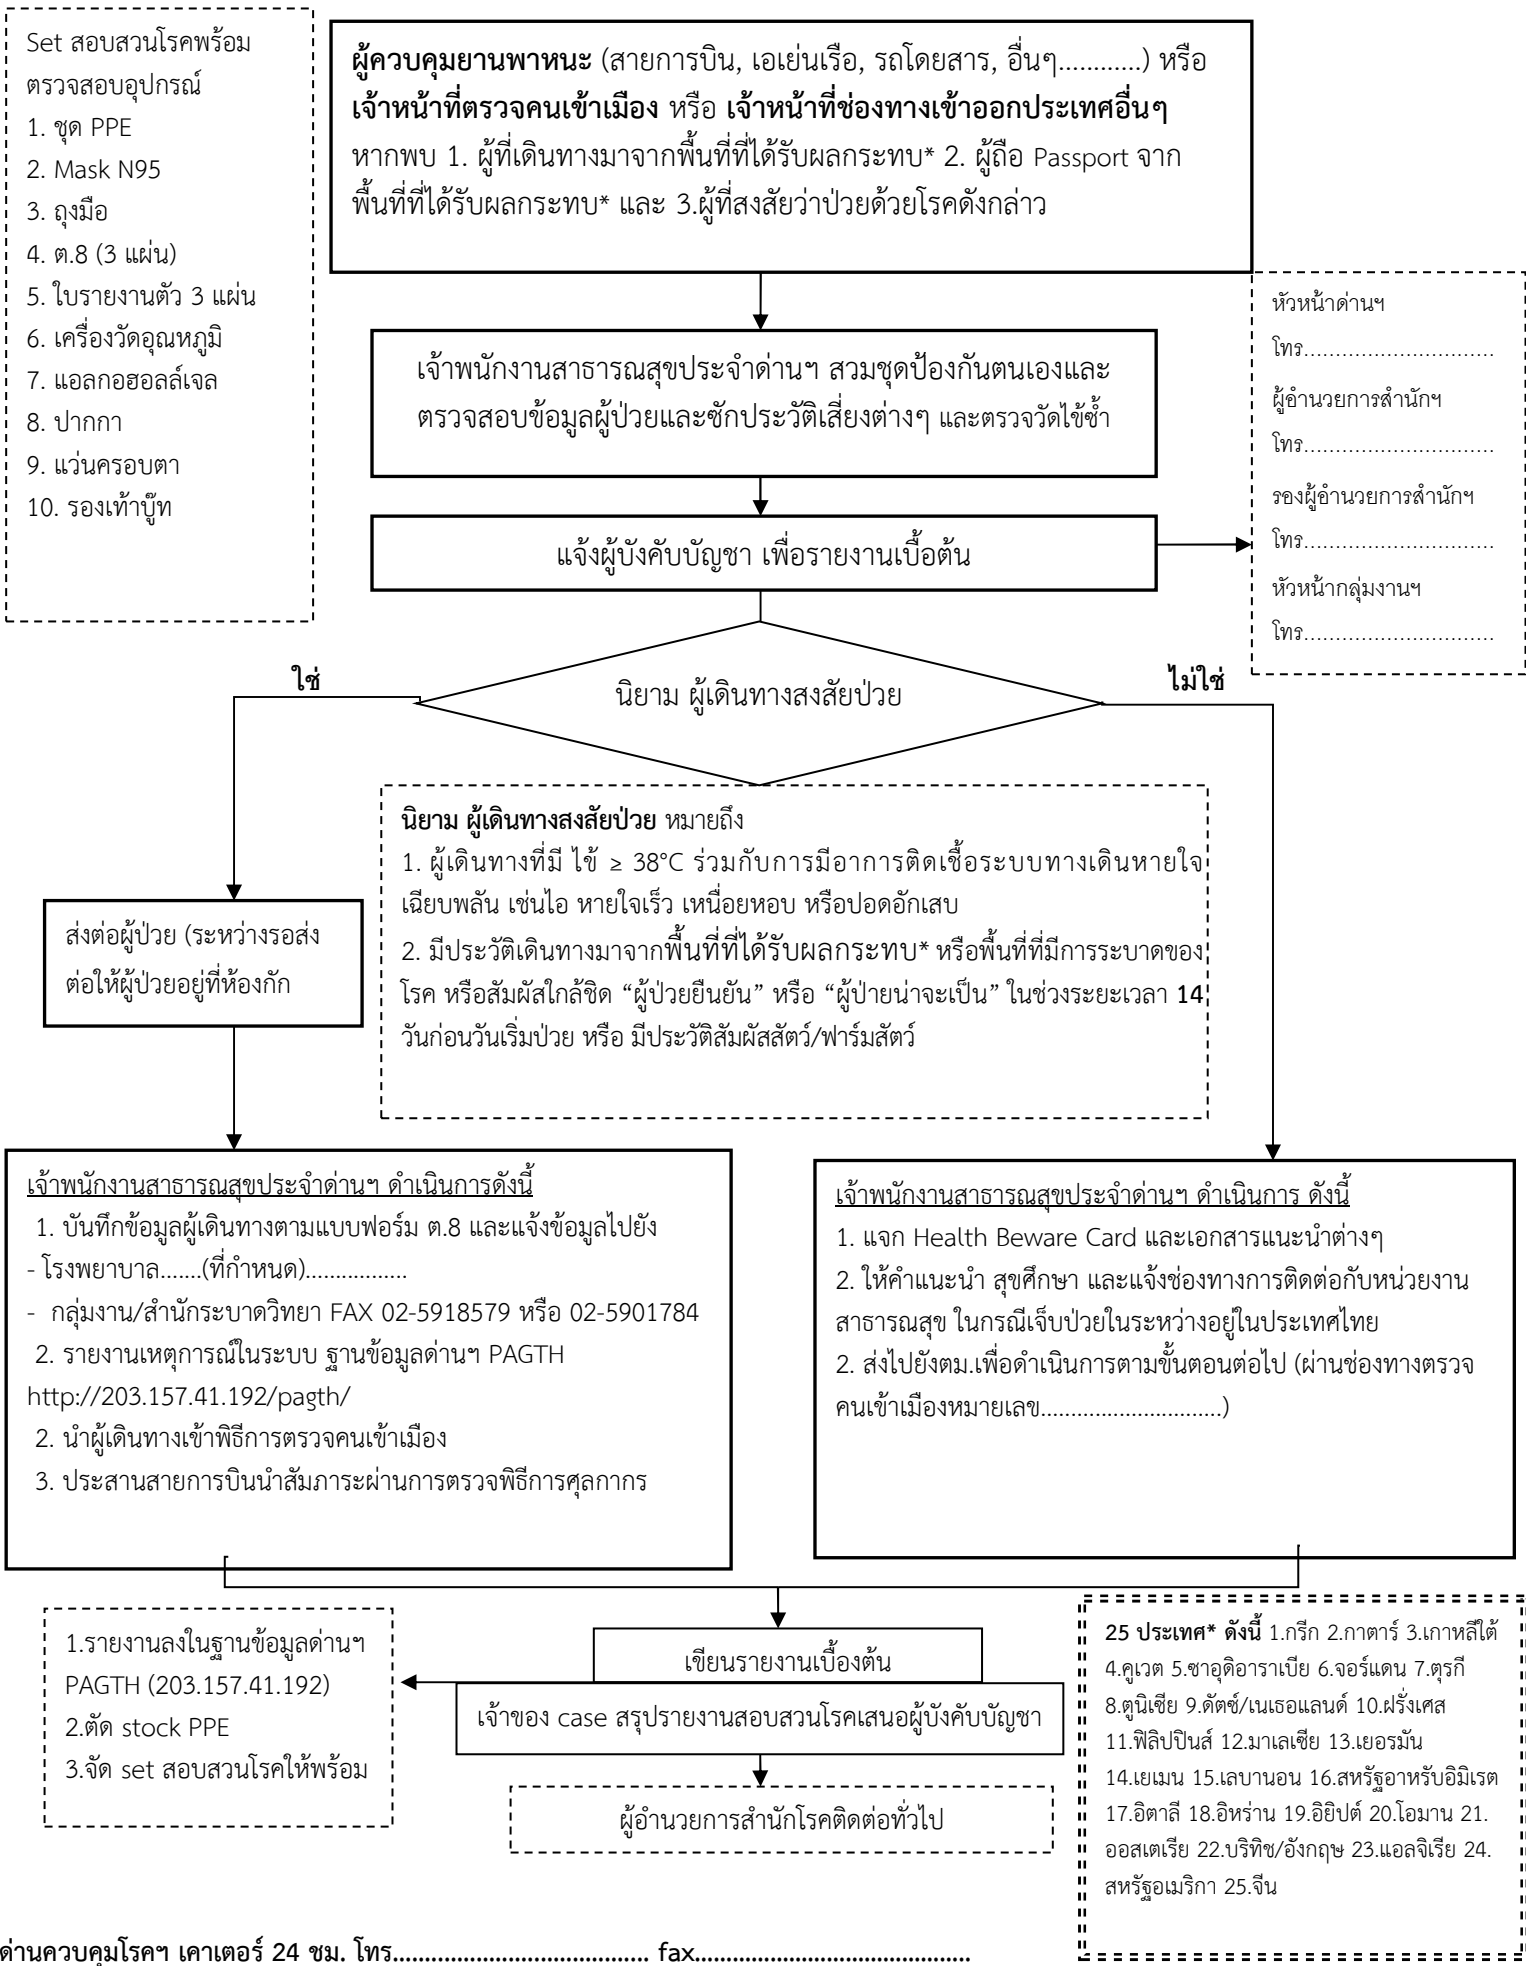 Set สอบสวนโรคพร้อม
ตรวจสอบอุปกรณ์
1. ชุด PPE
2. Mask N95
3. ถุงมือ
4. ต.8 (3 แผ่น)
5. ใบรายงานตัว 3 แผ่น
6. เครื่องวัดอุณหภูมิ
7. แอลกอฮอลล์เจล
8. ปากกา
9. แว่นครอบตา
10. รองเท้าบู๊ท
ผู้ควบคุมยานพาหนะ (สายการบิน, เอเย่นเรือ, รถโดยสาร, อื่นๆ............) หรือ
เจ้าหน้าที่ตรวจคนเข้าเมือง หรือ เจ้าหน้าที่ช่องทางเข้าออกประเทศอื่นๆ
หากพบ 1. ผู้ที่เดินทางมาจากพื้นที่ที่ได้รับผลกระทบ* 2. ผู้ถือ Passport จาก
พื้นที่ที่ได้รับผลกระทบ* และ 3.ผู้ที่สงสัยว่าป่วยด้วยโรคดังกล่าว
เจ้าพนักงานสาธารณสุขประจำด่านฯ สวมชุดป้องกันตนเองและ
ตรวจสอบข้อมูลผู้ป่วยและซักประวัติเสี่ยงต่างๆ และตรวจวัดไข้ซ้ำ
แจ้งผู้บังคับบัญชา เพื่อรายงานเบื้อต้น
หัวหน้าด่านฯ
โทร..............................
ผู้อำนวยการสำนักฯ
โทร..............................
รองผู้อำนวยการสำนักฯ
โทร..............................
หัวหน้ากลุ่มงานฯ
โทร..............................
ใช่
นิยาม ผู้เดินทางสงสัยป่วย
ไม่ใช่
นิยาม ผู้เดินทางสงสัยป่วย หมายถึง
1. ผู้เดินทางที่มี ไข้ ≥ 38°C ร่วมกับการมีอาการติดเชื้อระบบทางเดินหายใจ
เฉียบพลัน เช่นไอ หายใจเร็ว เหนื่อยหอบ หรือปอดอักเสบ
2. มีประวัติเดินทางมาจากพื้นที่ที่ได้รับผลกระทบ* หรือพื้นที่ที่มีการระบาดของ
โรค หรือสัมผัสใกล้ชิด “ผู้ป่วยยืนยัน” หรือ “ผู้ป่ายน่าจะเป็น” ในช่วงระยะเวลา 14
วันก่อนวันเริ่มป่วย หรือ มีประวัติสัมผัสสัตว์/ฟาร์มสัตว์
ส่งต่อผู้ป่วย (ระหว่างรอส่ง
ต่อให้ผู้ป่วยอยู่ที่ห้องกัก
เจ้าพนักงานสาธารณสุขประจำด่านฯ ดำเนินการดังนี้
1. บันทึกข้อมูลผู้เดินทางตามแบบฟอร์ม ต.8 และแจ้งข้อมูลไปยัง
- โรงพยาบาล.......(ที่กำหนด).................
- กลุ่มงาน/สำนักระบาดวิทยา FAX 02-5918579 หรือ 02-5901784
2. รายงานเหตุการณ์ในระบบ ฐานข้อมูลด่านฯ PAGTH
http://203.157.41.192/pagth/
2. นำผู้เดินทางเข้าพิธีการตรวจคนเข้าเมือง
3. ประสานสายการบินนำสัมภาระผ่านการตรวจพิธีการศุลกากร
เจ้าพนักงานสาธารณสุขประจำด่านฯ ดำเนินการ ดังนี้
1. แจก Health Beware Card และเอกสารแนะนำต่างๆ
2. ให้คำแนะนำ สุขศึกษา และแจ้งช่องทางการติดต่อกับหน่วยงาน
สาธารณสุข ในกรณีเจ็บป่วยในระหว่างอยู่ในประเทศไทย
2. ส่งไปยังตม.เพื่อดำเนินการตามขั้นตอนต่อไป (ผ่านช่องทางตรวจ
คนเข้าเมืองหมายเลข..............................)
1.รายงานลงในฐานข้อมูลด่านฯ
PAGTH (203.157.41.192)
2.ตัด stock PPE
3.จัด set สอบสวนโรคให้พร้อม
เขียนรายงานเบื้องต้น
เจ้าของ case สรุปรายงานสอบสวนโรคเสนอผู้บังคับบัญชา
ผู้อำนวยการสำนักโรคติดต่อทั่วไป
25 ประเทศ* ดังนี้ 1.กรีก 2.กาตาร์ 3.เกาหลีใต้
4.คูเวต 5.ซาอุดิอาราเบีย 6.จอร์แดน 7.ตุรกี
8.ตูนิเซีย 9.ดัตซ์/เนเธอแลนด์ 10.ฝรั่งเศส
11.ฟิลิปปินส์ 12.มาเลเซีย 13.เยอรมัน
14.เยเมน 15.เลบานอน 16.สหรัฐอาหรับอิมิเรต
17.อิตาลี 18.อิหร่าน 19.อิยิปต์ 20.โอมาน 21.
ออสเตเรีย 22.บริทิช/อังกฤษ 23.แอลจิเรีย 24.
สหรัฐอเมริกา 25.จีน
ด่านควบคุมโรคฯ เคาเตอร์ 24 ชม. โทร.................................. fax....................................